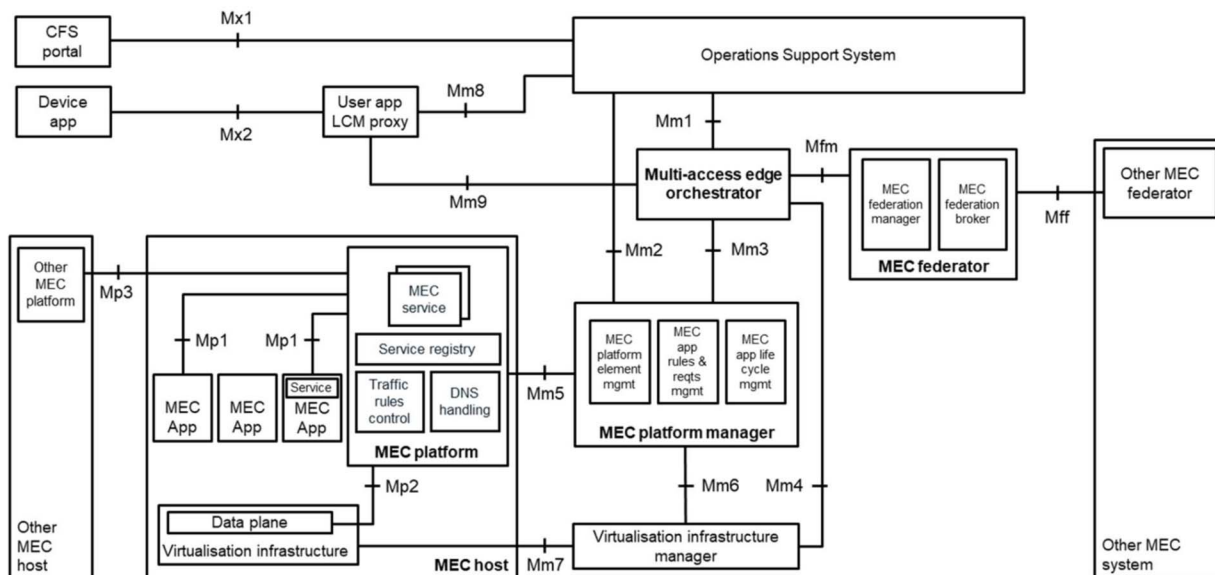 CFS
portal
Mx1
Operations Support System
Device
app
Mx2
User app
LCM proxy
Mm8
Mm1
Mm9
Multi-access edge
orchestrator
Mfm
MEC
federation
manager
MEC
federation
broker
MEC federator
Mff
Other MEC
federator
Other
MEC
platform
Mp3
MEC
service
Mm2
Mm3
Mp1
Mp1
Service registry
Service
MEC
App
MEC
App
MEC
App
Traffic
rules
control
DNS
handling
MEC platform
Mm5
MEC
platform
element
mgmt
MEC
app
rules &
reqts
mgmt
MEC
app life
cycle
mgmt
MEC platform manager
Mp2
Mm6
Mm4
Data plane
Virtualisation infrastructure
Other
MEC
host
MEC host
Mm7
Virtualisation infrastructure
manager
Other MEC
system